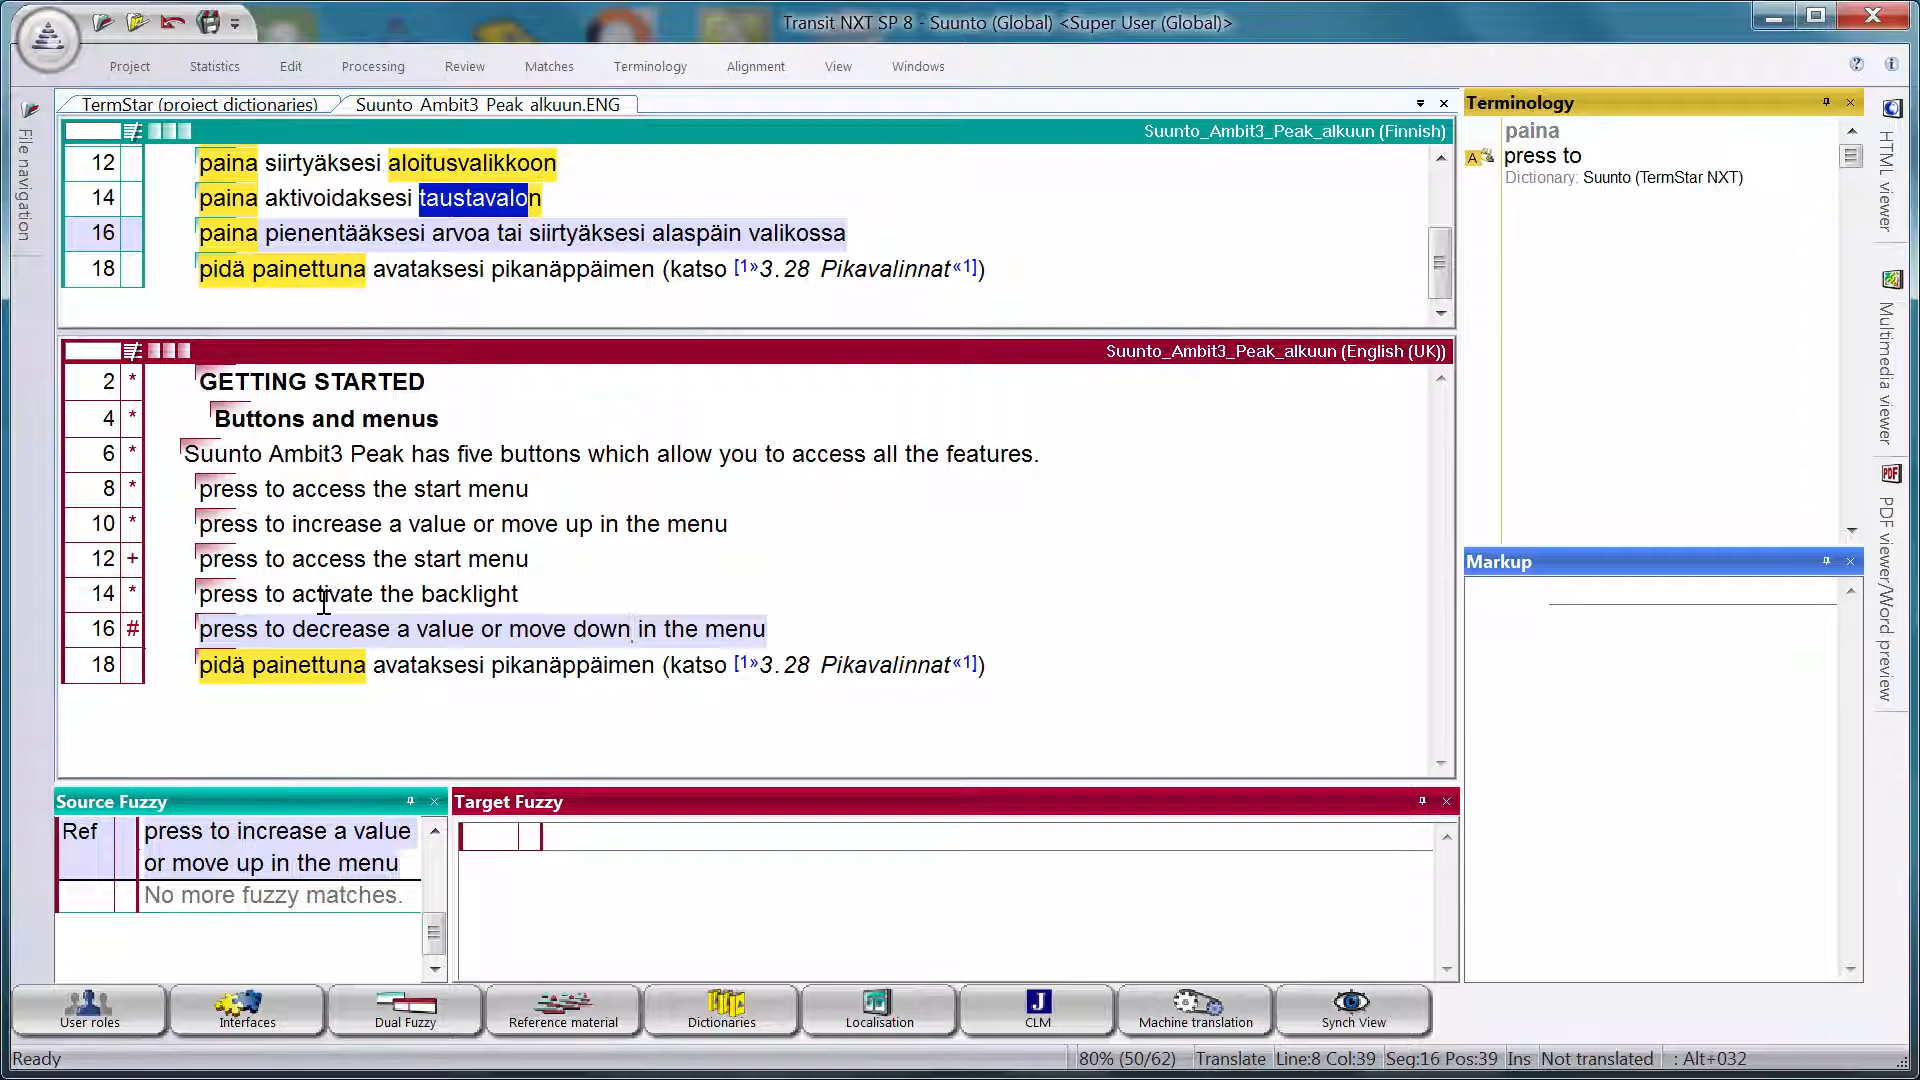 Transit NXT SP 8 - Suunto (Global) <Super User (Global)>
Project Statistics Edit Processing Review Matches Terminology Alignment View Windows
File navigation
TermStar (project dictionaries) Suunto Ambit3 Peak alkuun.ENG
Suunto_Ambit3_Peak_alkuun (Finnish)
12 paina siirtyäksesi aloitusvalikkoon
14 paina aktivoidaksesi taustavalon
16 paina pienentääksesi arvoa tai siirtyäksesi alaspäin valikossa
18 pidä painettuna avataksesi pikanäppäimen (katso [1»3.28 Pikavalinnat«1])
Suunto_Ambit3_Peak_alkuun (English (UK))
2 * GETTING STARTED
4 * Buttons and menus
6 * Suunto Ambit3 Peak has five buttons which allow you to access all the features.
8 * press to access the start menu
10 * press to increase a value or move up in the menu
12 + press to access the start menu
14 * press to activate the backlight
16 # press to decrease a value or move down in the menu
18 pidä painettuna avataksesi pikanäppäimen (katso [1»3.28 Pikavalinnat«1])
Source Fuzzy
Ref press to increase a value
or move up in the menu
No more fuzzy matches.
Target Fuzzy
Terminology
paina
A press to
Dictionary: Suunto (TermStar NXT)
Markup
HTML viewer
Multimedia viewer
PDF
PDF viewer/Word preview
User roles Interfaces Dual Fuzzy Reference material Dictionaries Localisation CLM Machine translation Synch View
Ready 80% (50/62) Translate Line:8 Col:39 Seg:16 Pos:39 Ins Not translated : Alt+032